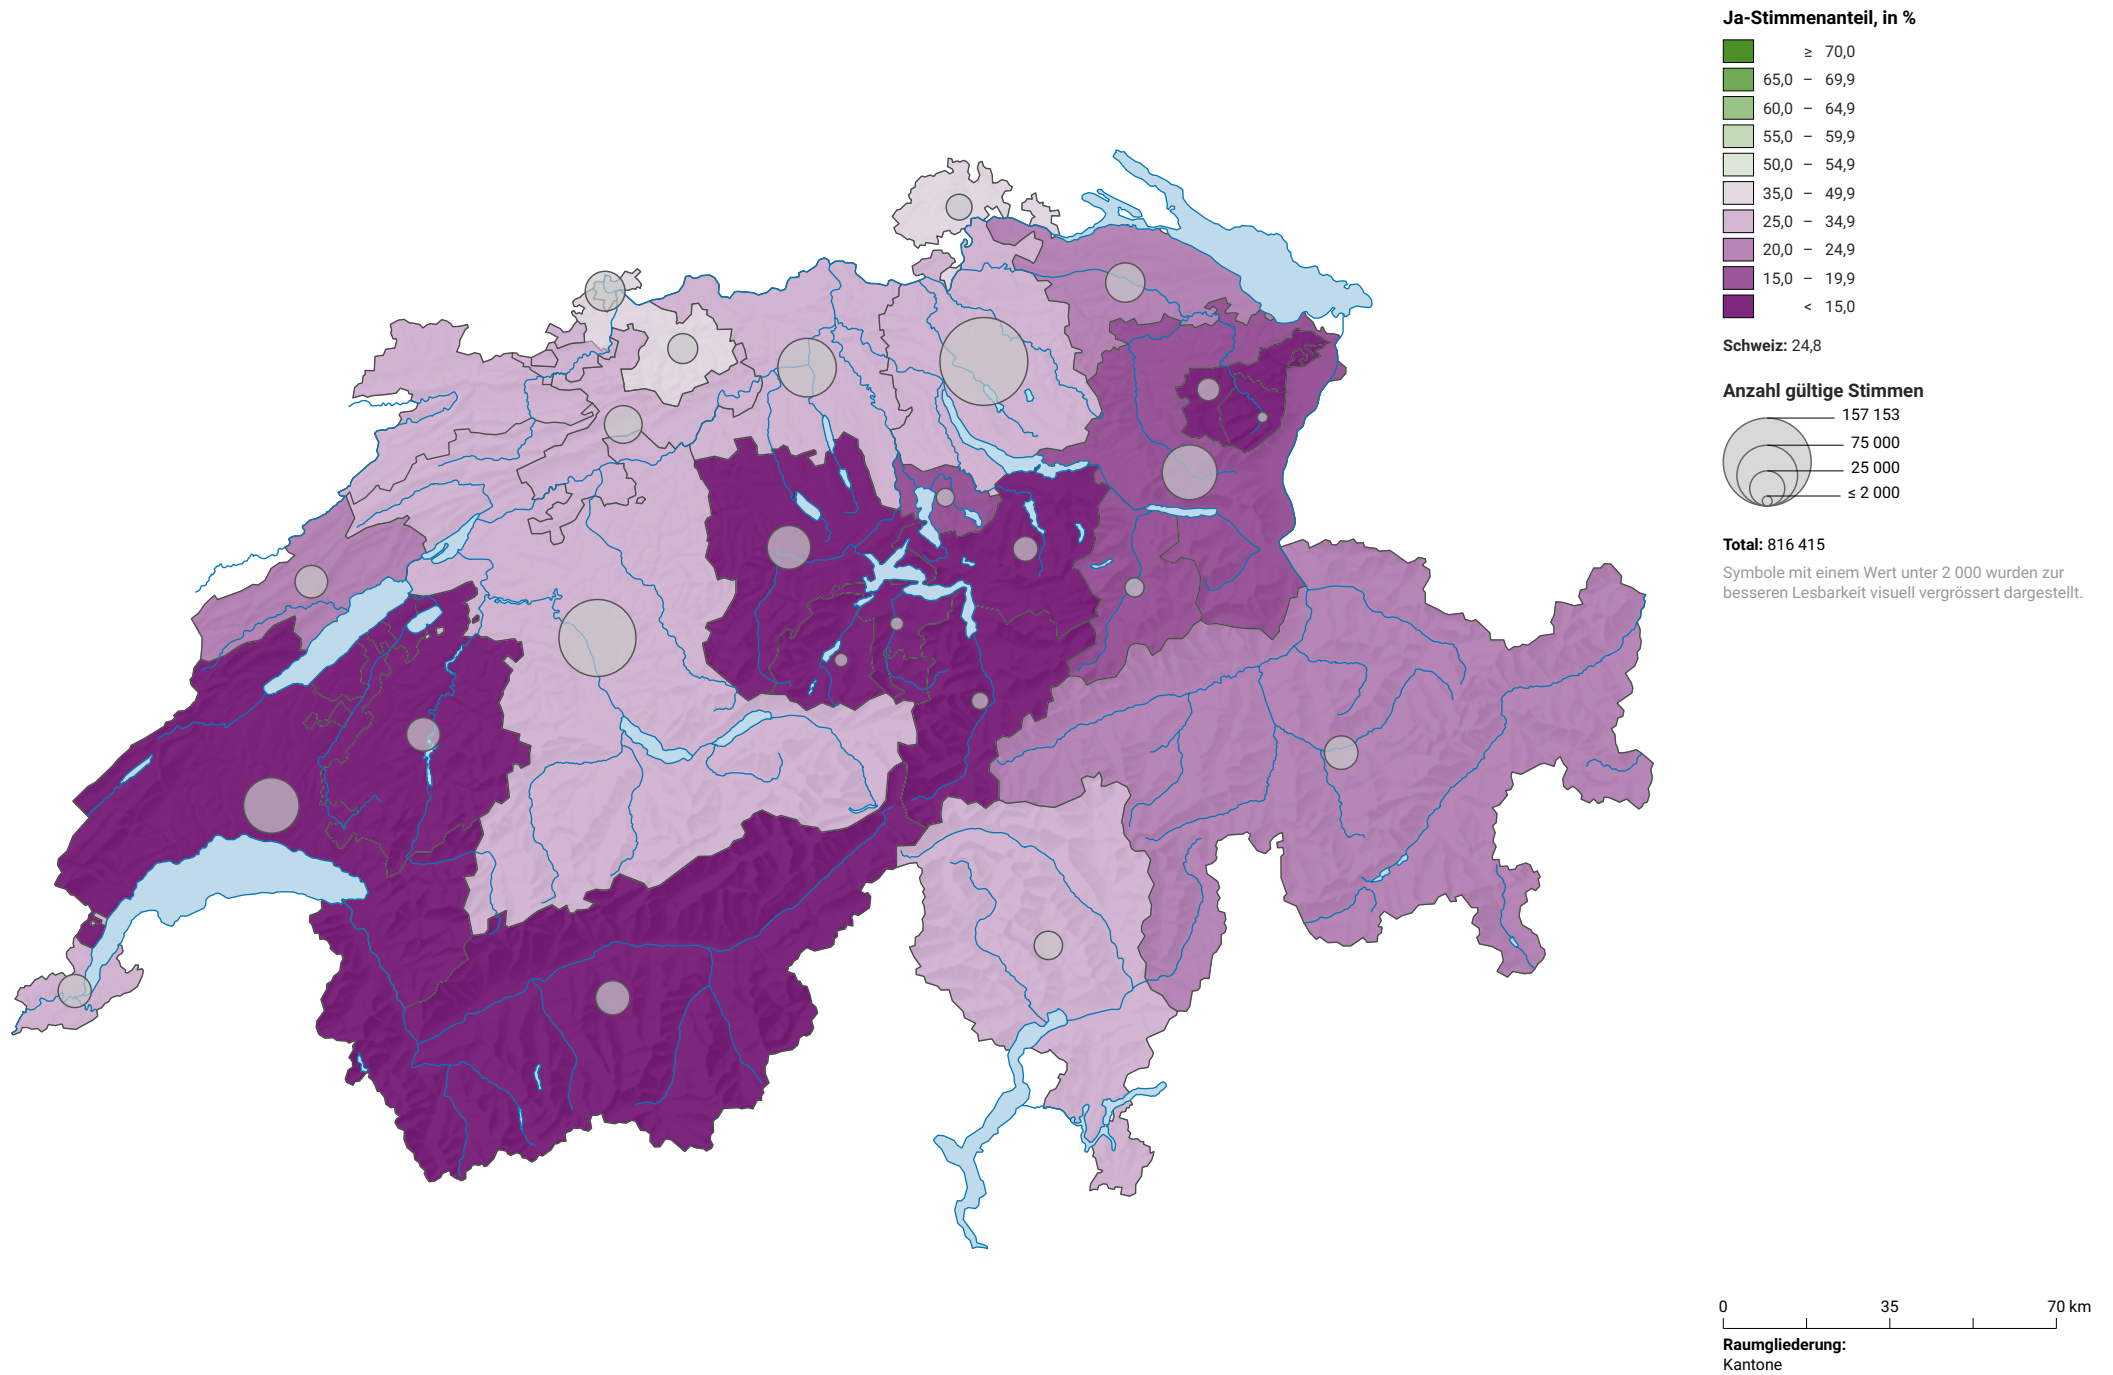 Ja-Stimmenanteil, in %
≥ 70,0
65,0 – 69,9
60,0 – 64,9
55,0 – 59,9
50,0 – 54,9
35,0 – 49,9
25,0 – 34,9
20,0 – 24,9
15,0 – 19,9
< 15,0
Schweiz: 24,8
Anzahl gültige Stimmen
157 153
75 000
25 000
≤ 2 000
Total: 816 415
Symbole mit einem Wert unter 2 000 wurden zur
besseren Lesbarkeit visuell vergrössert dargestellt.
0 35 70 km
Raumgliederung:
Kantone